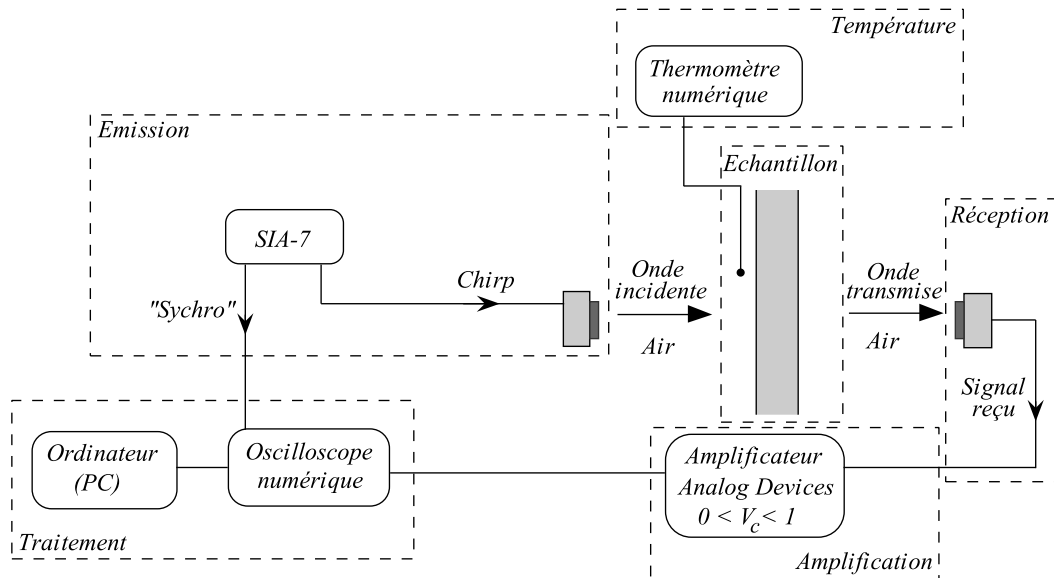 Température
Thermomètre
numérique
Emission
Echantillon
Réception
SIA-7
Chirp
"Sychro"
Onde
incidente
Air
Onde
transmise
Air
Signal
reçu
Ordinateur
(PC)
Oscilloscope
numérique
Traitement
Amplificateur
Analog Devices
0 < Vc < 1
Amplification